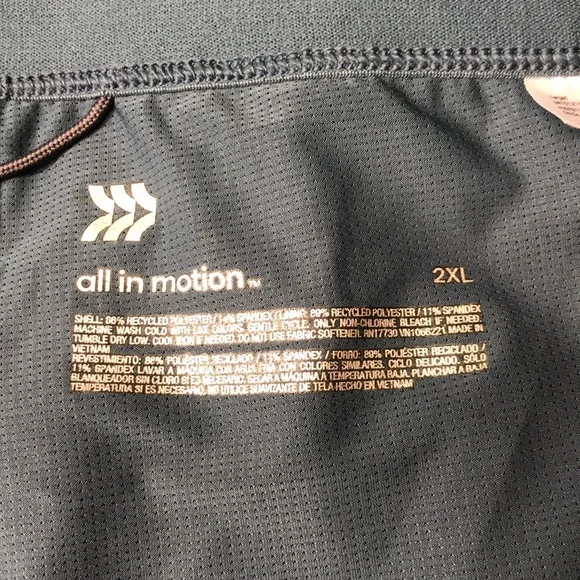 all in motion™
2XL
SHELL: 86% RECYCLED POLYESTER / 14% SPANDEX / LINING: 89% RECYCLED POLYESTER / 11% SPANDEX
MACHINE WASH COLD WITH LIKE COLORS. GENTLE CYCLE. ONLY NON-CHLORINE BLEACH IF NEEDED.
TUMBLE DRY LOW. COOL IRON IF NEEDED. DO NOT USE FABRIC SOFTENER. RN17730 VN1056221 MADE IN
VIETNAM
REVESTIMIENTO: 86% POLIÉSTER RECICLADO / SPANDEX / FORRO: 89% POLIÉSTER RECICLADO /
11% SPANDEX LAVAR A MAQUINA CON AGUA FRIA CON COLORES SIMILARES. CICLO DELICADO. SÓLO
BLANQUEADOR SIN CLORO SI ES NECESARIO. SECAR A MÁQUINA A TEMPERATURA BAJA. PLANCHAR A BAJA
TEMPERATURA SI ES NECESARIO. NO UTILICE SUAVIZANTE DE TELA HECHO EN VIETNAM